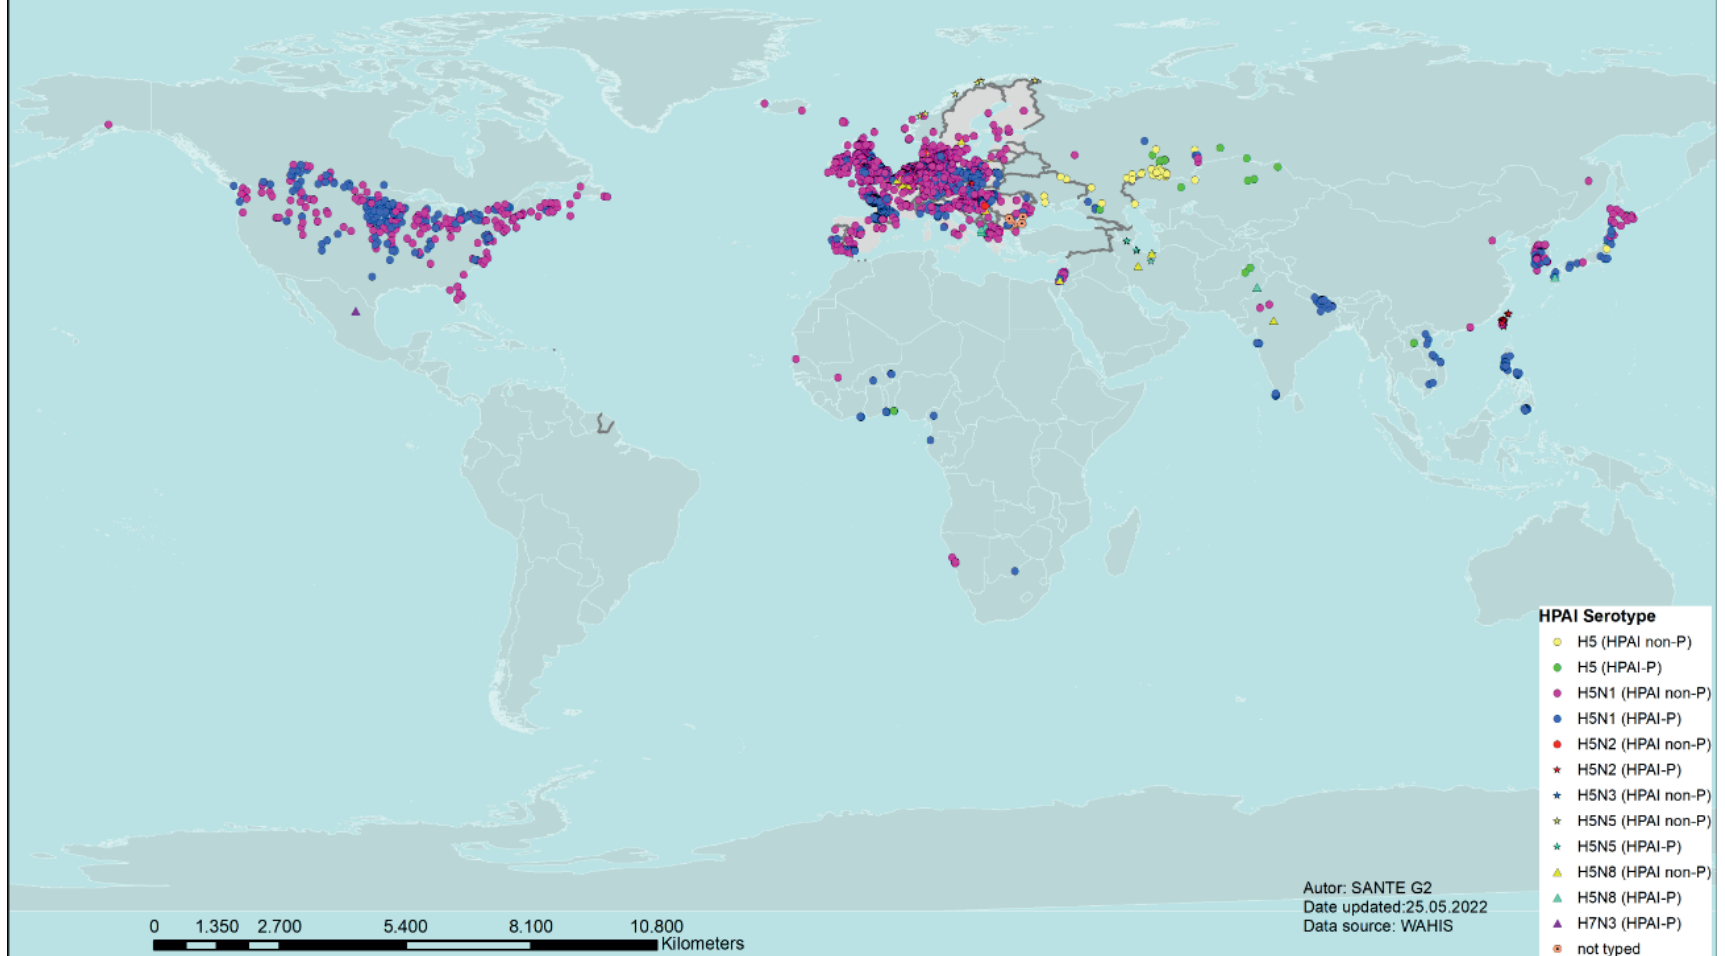 HPAI Serotype
H5 (HPAI non-P)
H5 (HPAI-P)
H5N1 (HPAI non-P)
H5N1 (HPAI-P)
H5N2 (HPAI non-P)
H5N2 (HPAI-P)
H5N3 (HPAI non-P)
H5N5 (HPAI non-P)
H5N5 (HPAI-P)
H5N8 (HPAI non-P)
H5N8 (HPAI-P)
H7N3 (HPAI-P)
not typed
Autor: SANTE G2
Date updated:25.05.2022
Data source: WAHIS
0 1.350 2.700 5.400 8.100 10.800
Kilometers